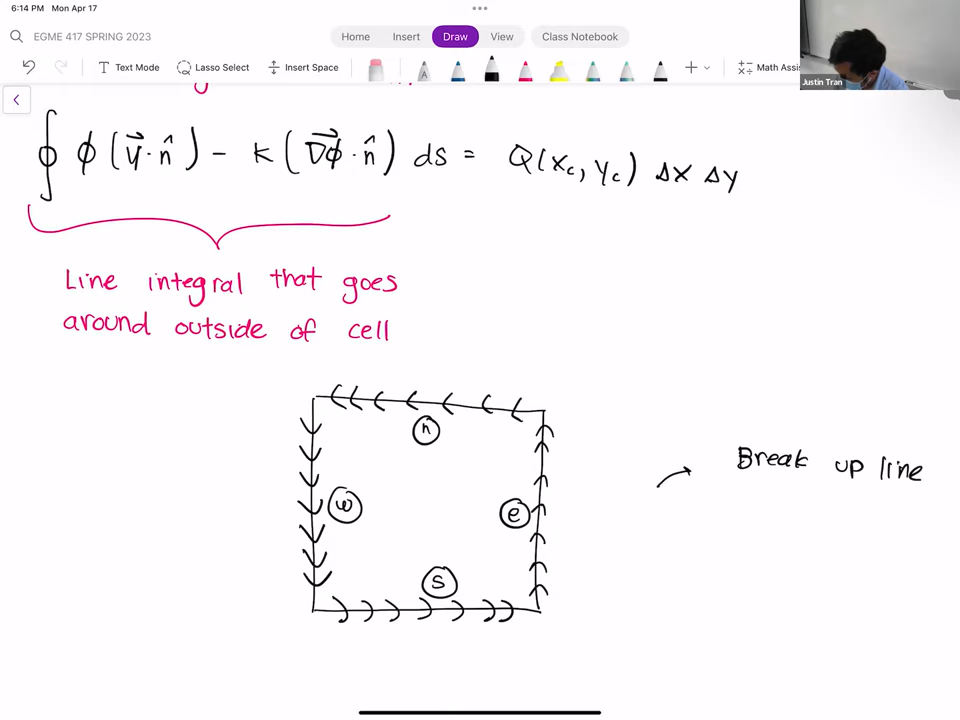 6:14 PM Mon Apr 17
EGME 417 SPRING 2023
Home Insert Draw View Class Notebook
Text Mode Lasso Select Insert Space Math Assis
Justin Tran
∮ ϕ (V⃗ · n̂) − k (∇⃗ϕ · n̂) ds = Q(xc, yc) Δx Δy
Line integral that goes
around outside of cell
n
w
e
s
Break up line